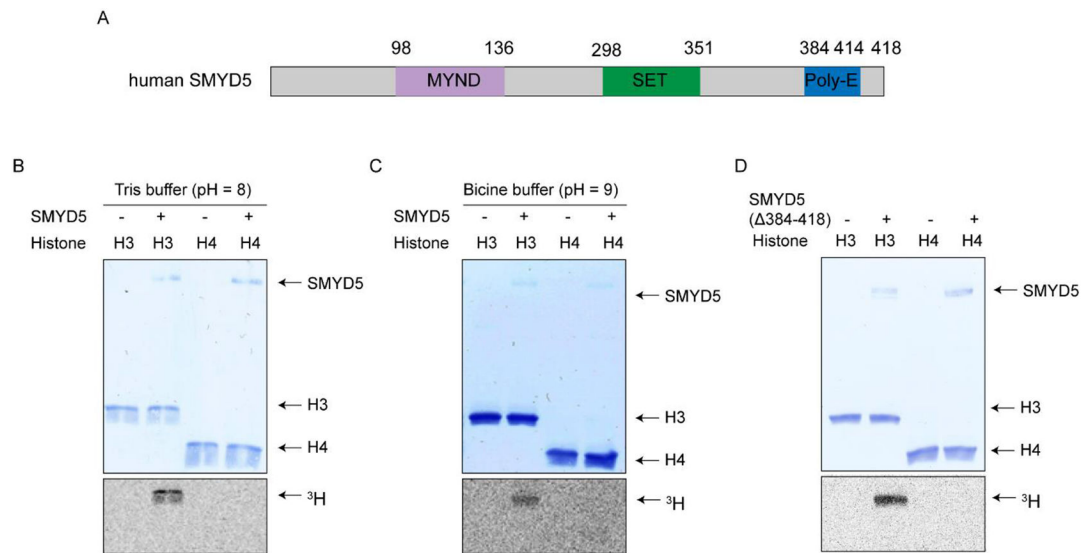 A
98 136 298 351 384 414 418
human SMYD5 MYND SET Poly-E
B
Tris buffer (pH = 8)
SMYD5 - + - +
Histone H3 H3 H4 H4
SMYD5
H3
H4
³H
C
Bicine buffer (pH = 9)
SMYD5 - + - +
Histone H3 H3 H4 H4
SMYD5
H3
H4
³H
D
SMYD5
(Δ384-418) - + - +
Histone H3 H3 H4 H4
SMYD5
H3
H4
³H